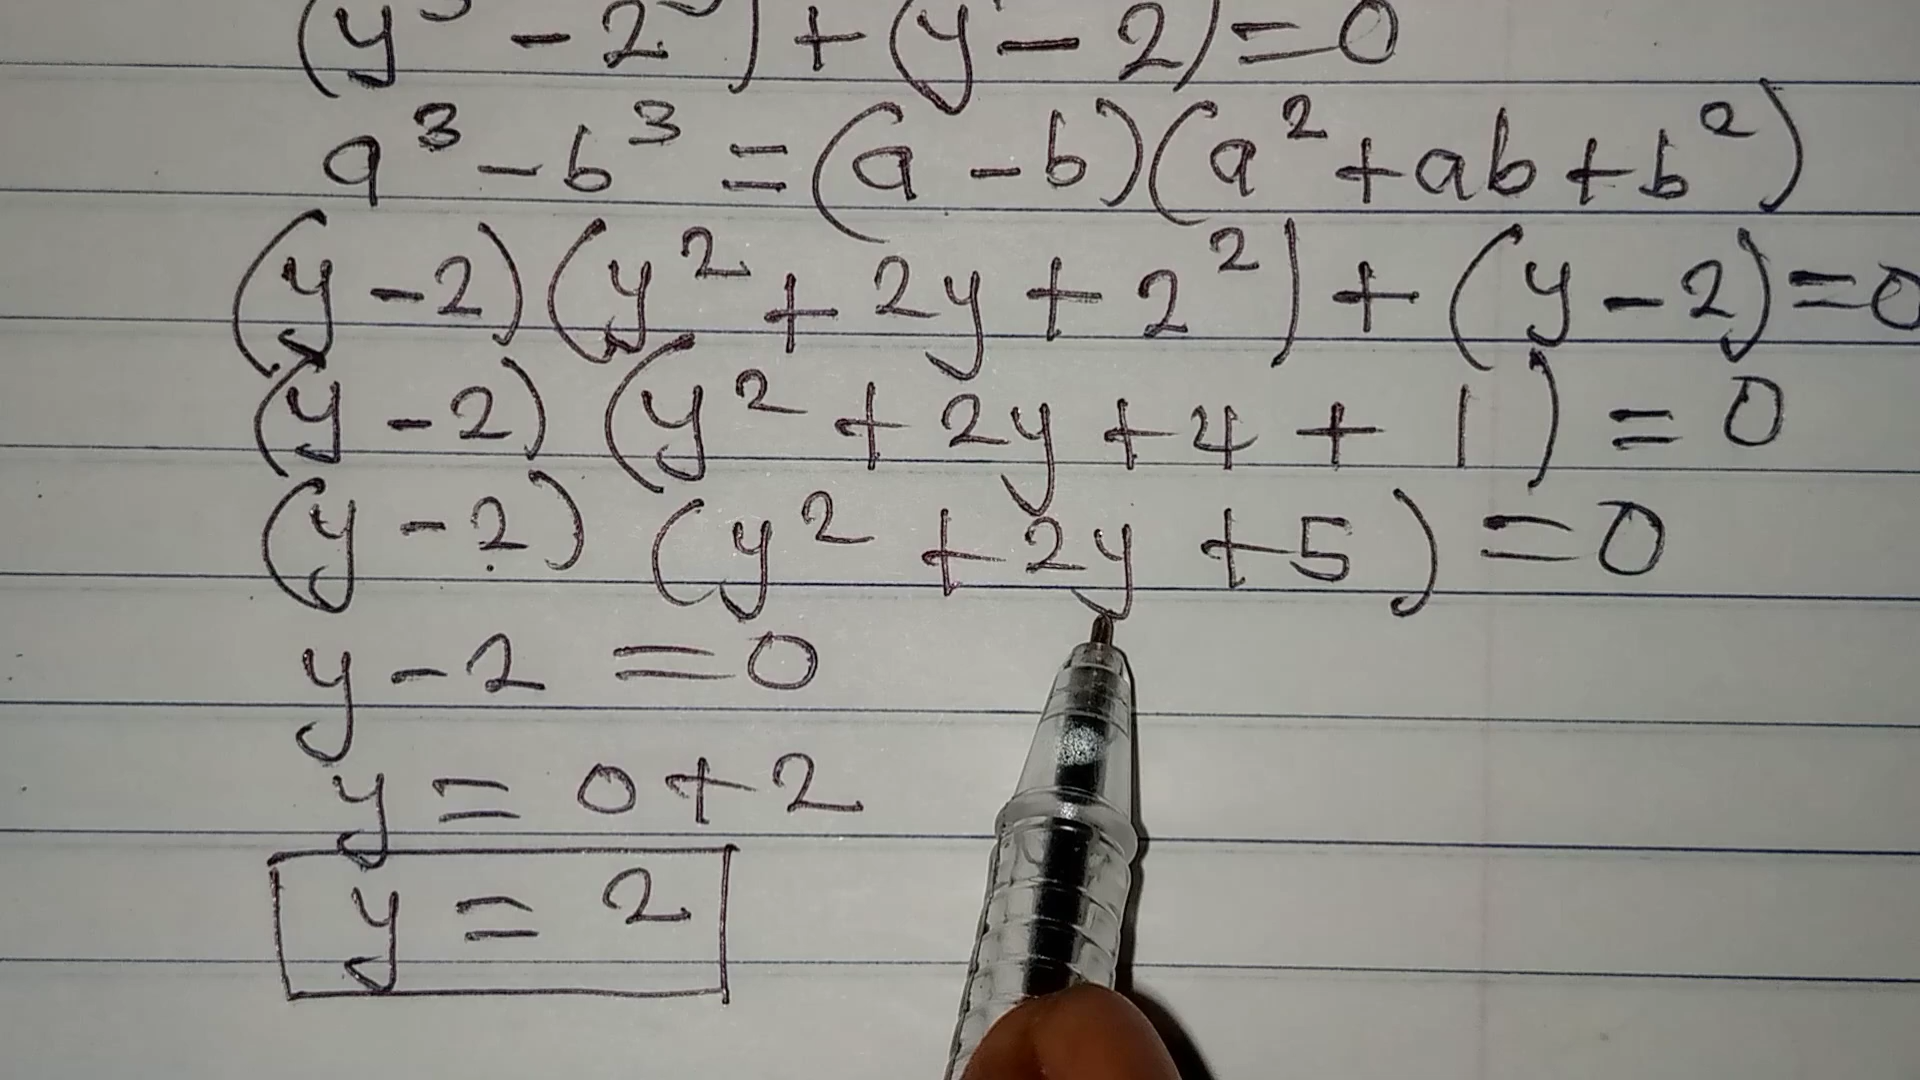 (y³ - 2³) + (y - 2) = 0
a³ - b³ = (a - b)(a² + ab + b²)
(y - 2)(y² + 2y + 2²) + (y - 2) = 0
(y - 2)(y² + 2y + 4 + 1) = 0
(y - 2)(y² + 2y + 5) = 0
y - 2 = 0
y = 0 + 2
y = 2